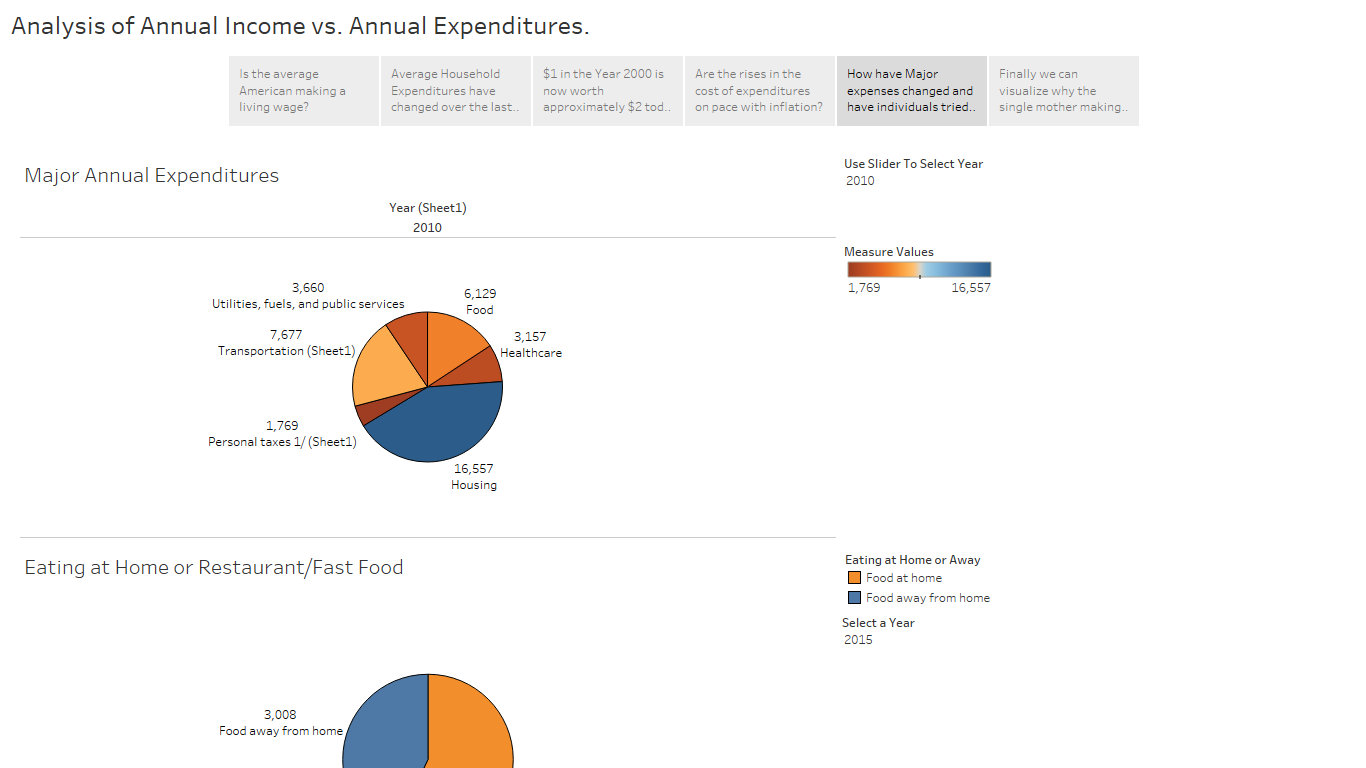 Analysis of Annual Income vs. Annual Expenditures.
Is the average
American making a
living wage?
Average Household
Expenditures have
changed over the last..
$1 in the Year 2000 is
now worth
approximately $2 tod..
Are the rises in the
cost of expenditures
on pace with inflation?
How have Major
expenses changed and
have individuals tried..
Finally we can
visualize why the
single mother making..
Major Annual Expenditures
Use Slider To Select Year
2010
Year (Sheet1)
2010
Measure Values
1,769 16,557
3,660
Utilities, fuels, and public services
6,129
Food
7,677
Transportation (Sheet1)
3,157
Healthcare
1,769
Personal taxes 1/ (Sheet1)
16,557
Housing
Eating at Home or Restaurant/Fast Food
Eating at Home or Away
Food at home
Food away from home
Select a Year
2015
3,008
Food away from home